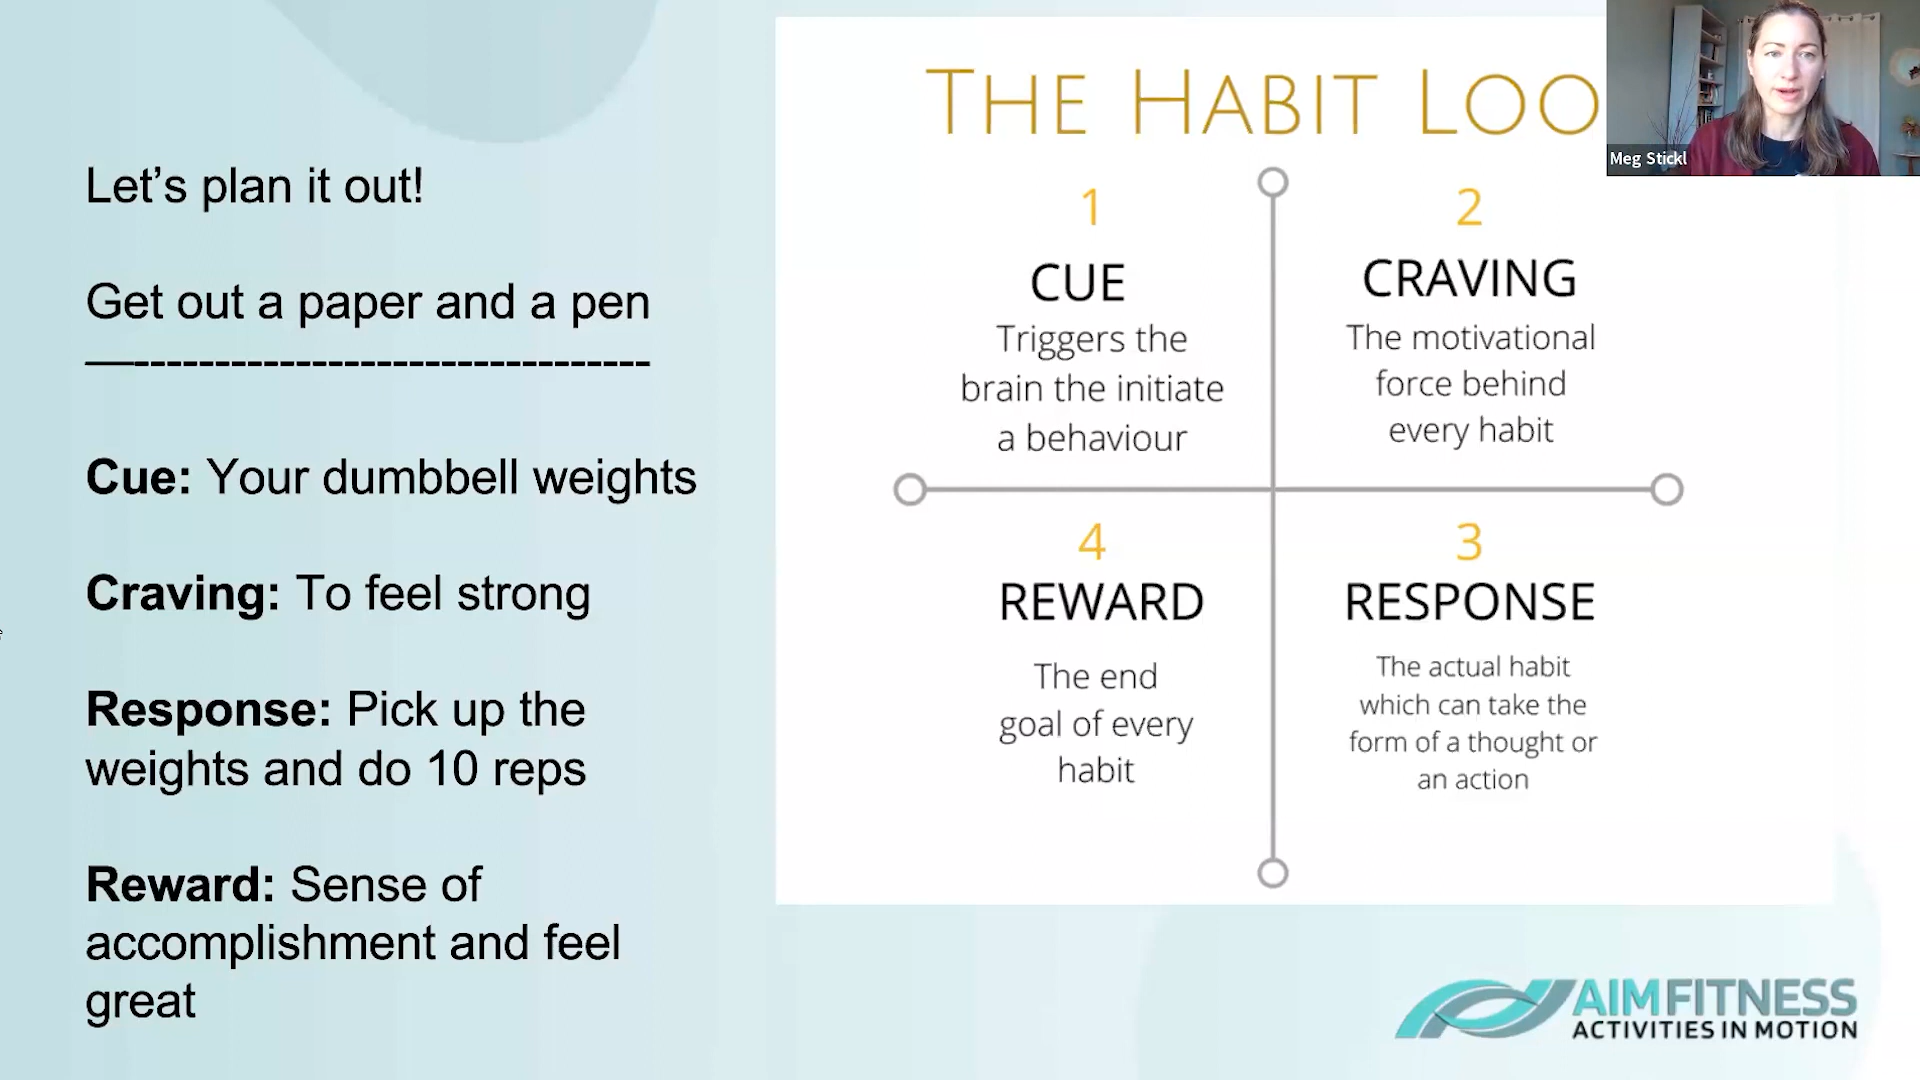 Let’s plan it out!
Get out a paper and a pen
—--------------------------------
Cue: Your dumbbell weights
Craving: To feel strong
Response: Pick up the
weights and do 10 reps
Reward: Sense of
accomplishment and feel
great
THE HABIT LOO
1
CUE
Triggers the
brain the initiate
a behaviour
2
CRAVING
The motivational
force behind
every habit
4
REWARD
The end
goal of every
habit
3
RESPONSE
The actual habit
which can take the
form of a thought or
an action
Meg Stickl
AIMFITNESS
ACTIVITIES IN MOTION